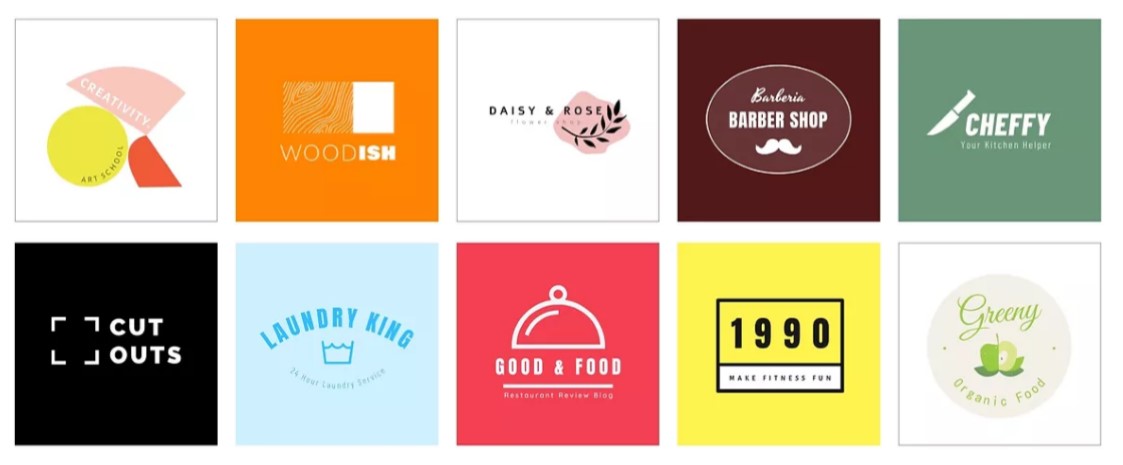 CREATIVITY
ART SCHOOL
WOODISH
DAISY & ROSE
flower shop
Barberia
BARBER SHOP
CHEFFY
Your Kitchen Helper
CUT
OUTS
LAUNDRY KING
24 Hour Laundry Service
GOOD & FOOD
Restaurant Review Blog
1990
MAKE FITNESS FUN
Greeny
Organic Food